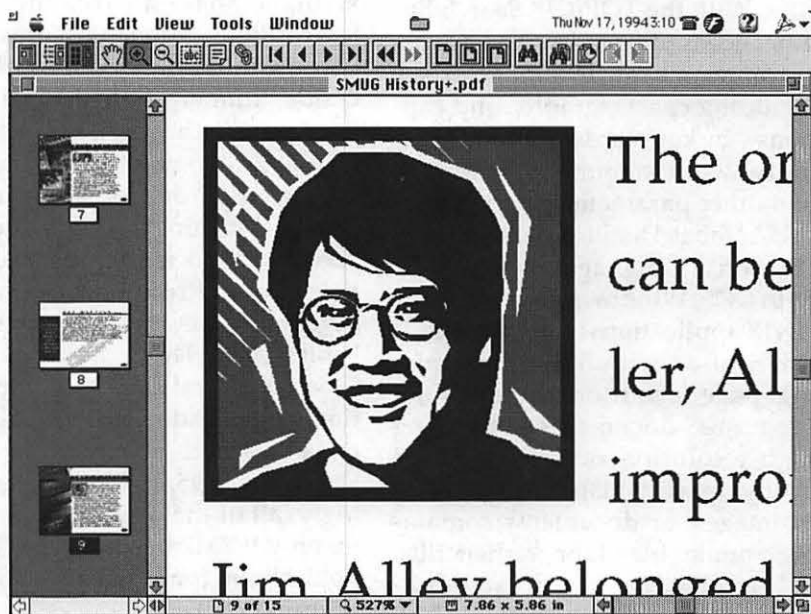 File Edit View Tools Window
Thu Nov 17, 1994 3:10
SMUG History+.pdf
7
8
9
The or
can be
ler, Al
impro
Jim Alley belonged
9 of 15
527%
7.86 x 5.86 in